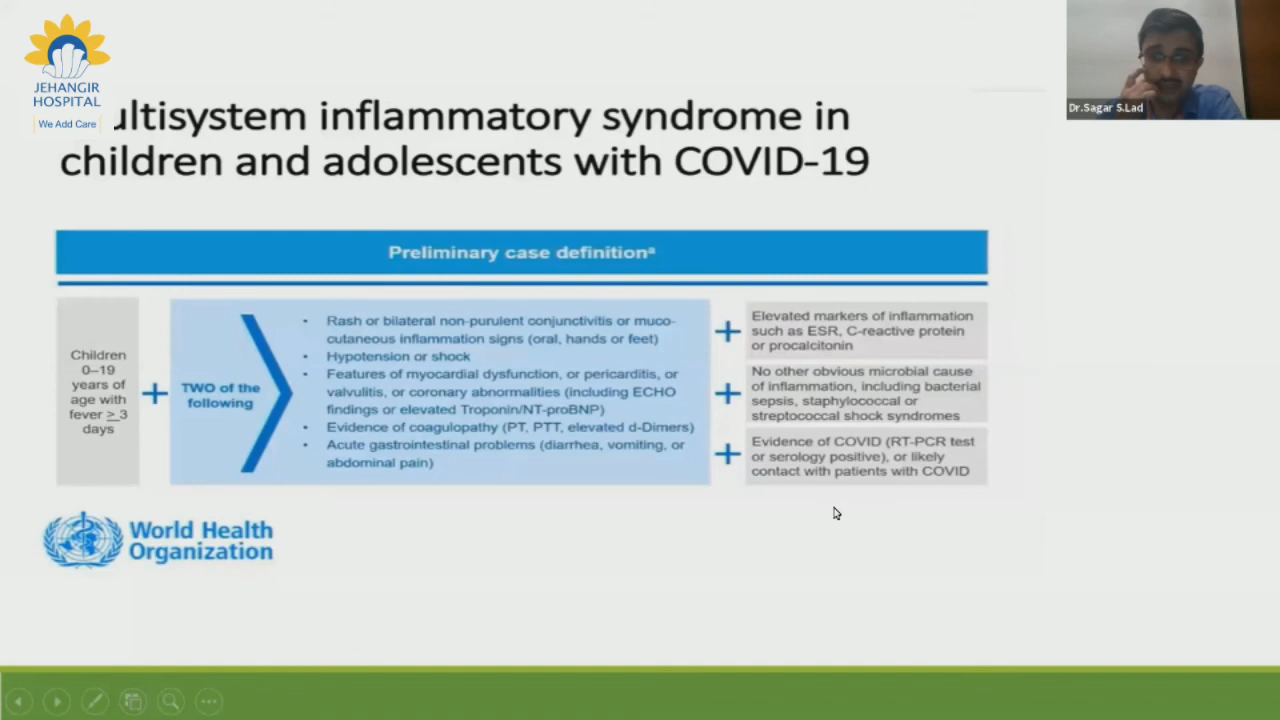 JEHANGIR
HOSPITAL
We Add Care
Dr.Sagar S.Lad
ultisystem inflammatory syndrome in
children and adolescents with COVID-19
Preliminary case definitionª
Children
0–19
years of
age with
fever ≥ 3
days
TWO of the
following
• Rash or bilateral non-purulent conjunctivitis or muco-
cutaneous inflammation signs (oral, hands or feet)
• Hypotension or shock
• Features of myocardial dysfunction, or pericarditis, or
valvulitis, or coronary abnormalities (including ECHO
findings or elevated Troponin/NT-proBNP)
• Evidence of coagulopathy (PT, PTT, elevated d-Dimers)
• Acute gastrointestinal problems (diarrhea, vomiting, or
abdominal pain)
Elevated markers of inflammation
such as ESR, C-reactive protein
or procalcitonin
No other obvious microbial cause
of inflammation, including bacterial
sepsis, staphylococcal or
streptococcal shock syndromes
Evidence of COVID (RT-PCR test
or serology positive), or likely
contact with patients with COVID
World Health
Organization